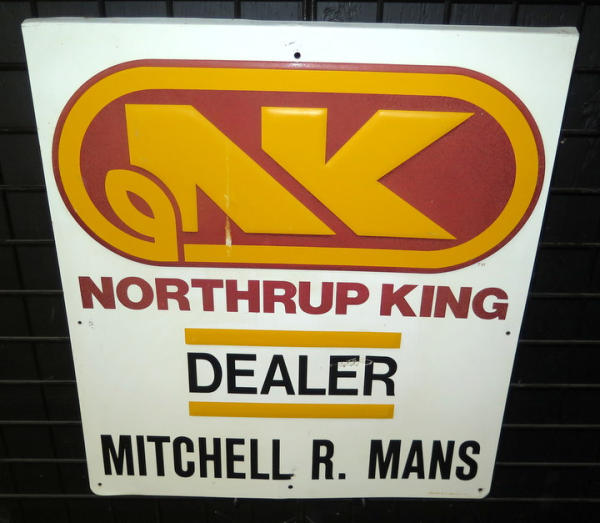 NK
NORTHRUP KING
DEALER
MITCHELL R. MANS